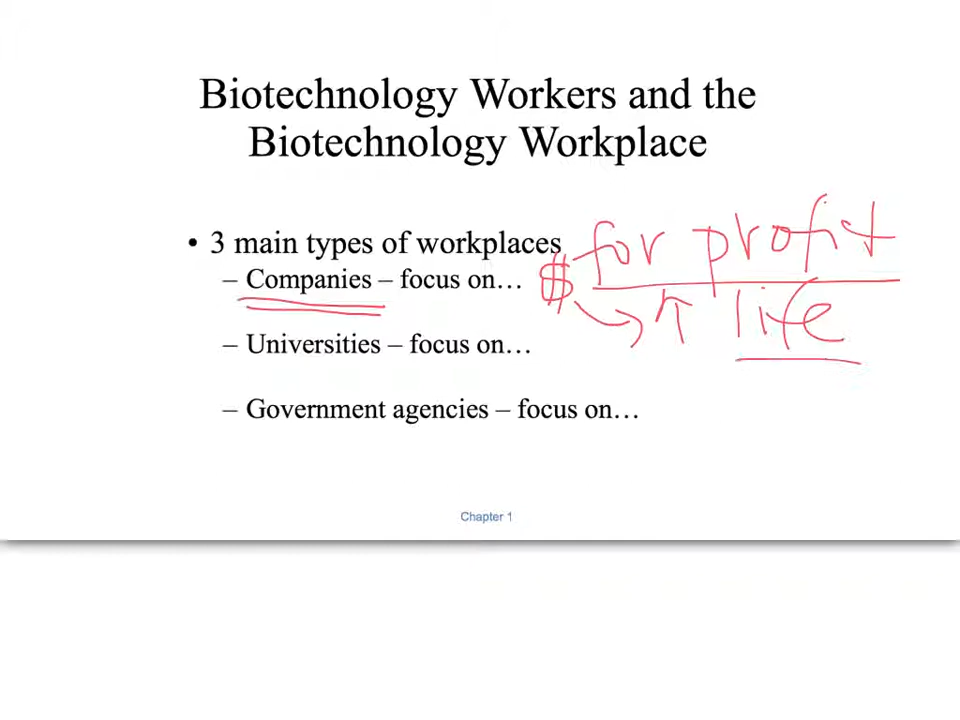 Biotechnology Workers and the
Biotechnology Workplace
• 3 main types of workplaces
– Companies – focus on… $ for profit
↑ life
– Universities – focus on…
– Government agencies – focus on…
Chapter 1